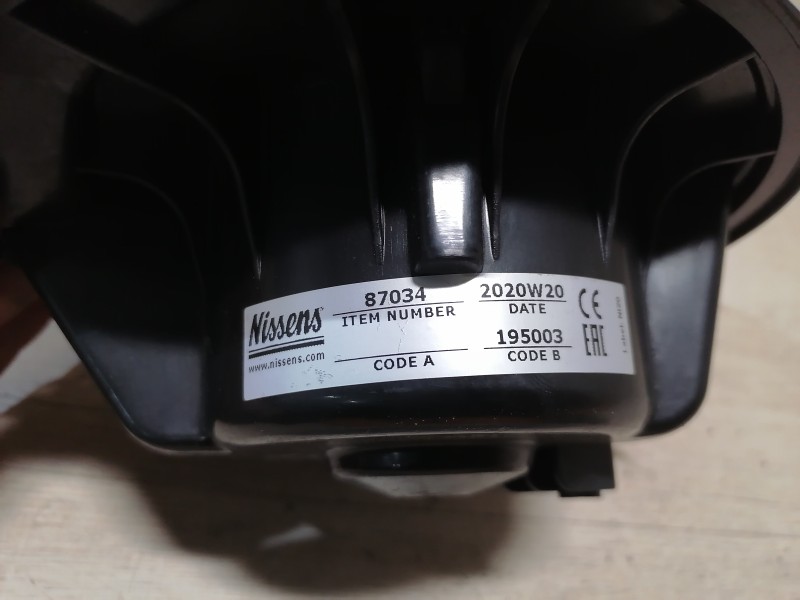 Nissens
www.nissens.com
87034
ITEM NUMBER
CODE A
2020W20
DATE
195003
CODE B
CE
EAC